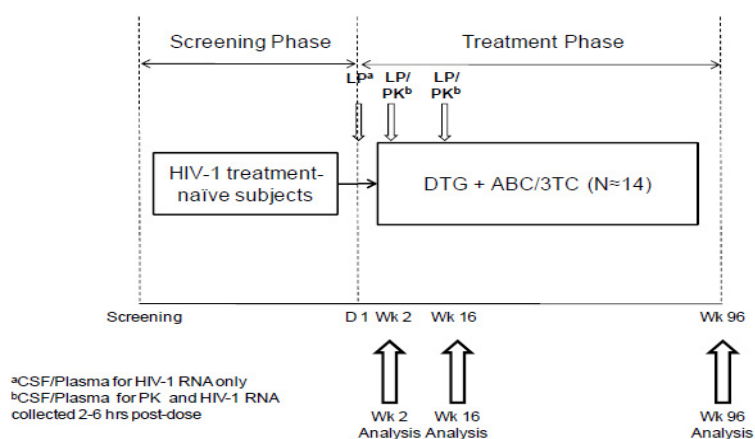 Screening Phase
Treatment Phase
LPᵃ
LP/
PKᵇ
LP/
PKᵇ
HIV-1 treatment-
naïve subjects
DTG + ABC/3TC (N≈14)
Screening
D 1
Wk 2
Wk 16
Wk 96
ᵃCSF/Plasma for HIV-1 RNA only
ᵇCSF/Plasma for PK and HIV-1 RNA
collected 2-6 hrs post-dose
Wk 2
Analysis
Wk 16
Analysis
Wk 96
Analysis